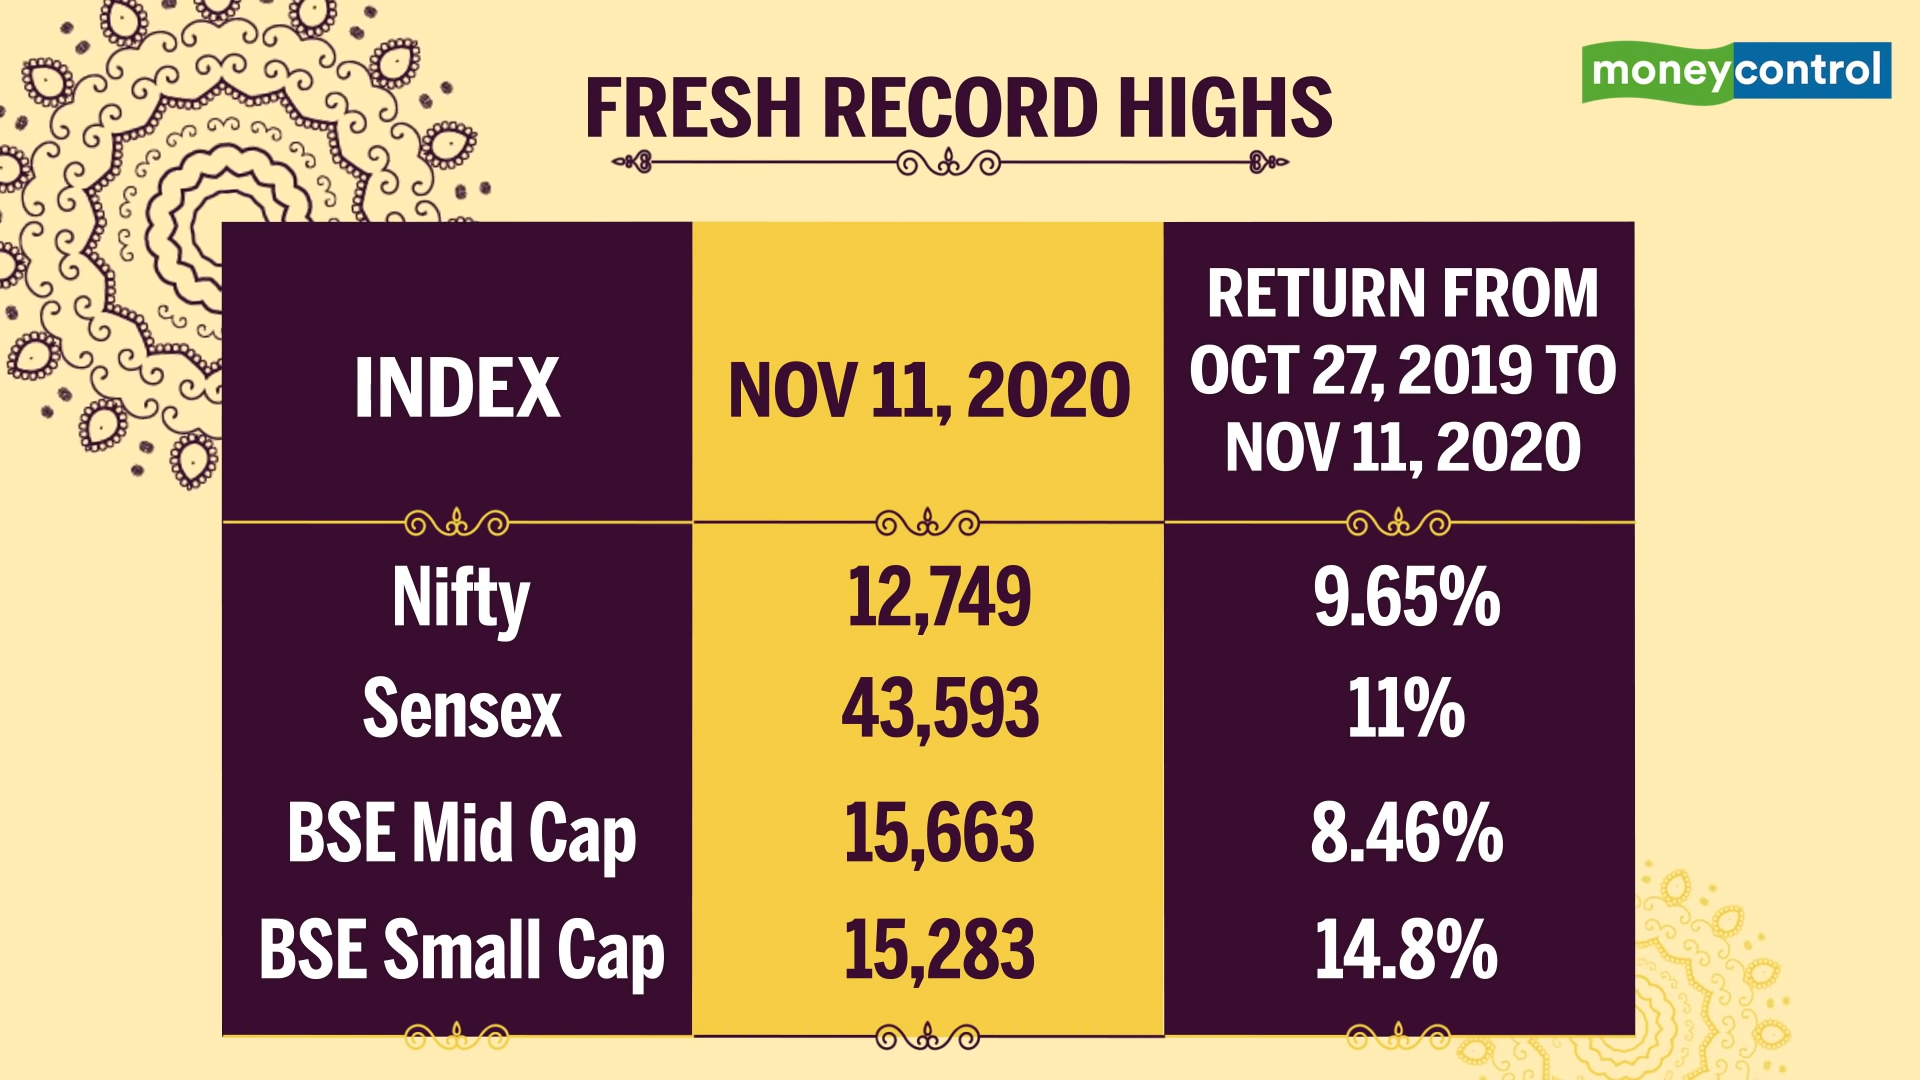 moneycontrol
FRESH RECORD HIGHS
INDEX
NOV 11, 2020
RETURN FROM
OCT 27, 2019 TO
NOV 11, 2020
Nifty 12,749 9.65%
Sensex 43,593 11%
BSE Mid Cap 15,663 8.46%
BSE Small Cap 15,283 14.8%